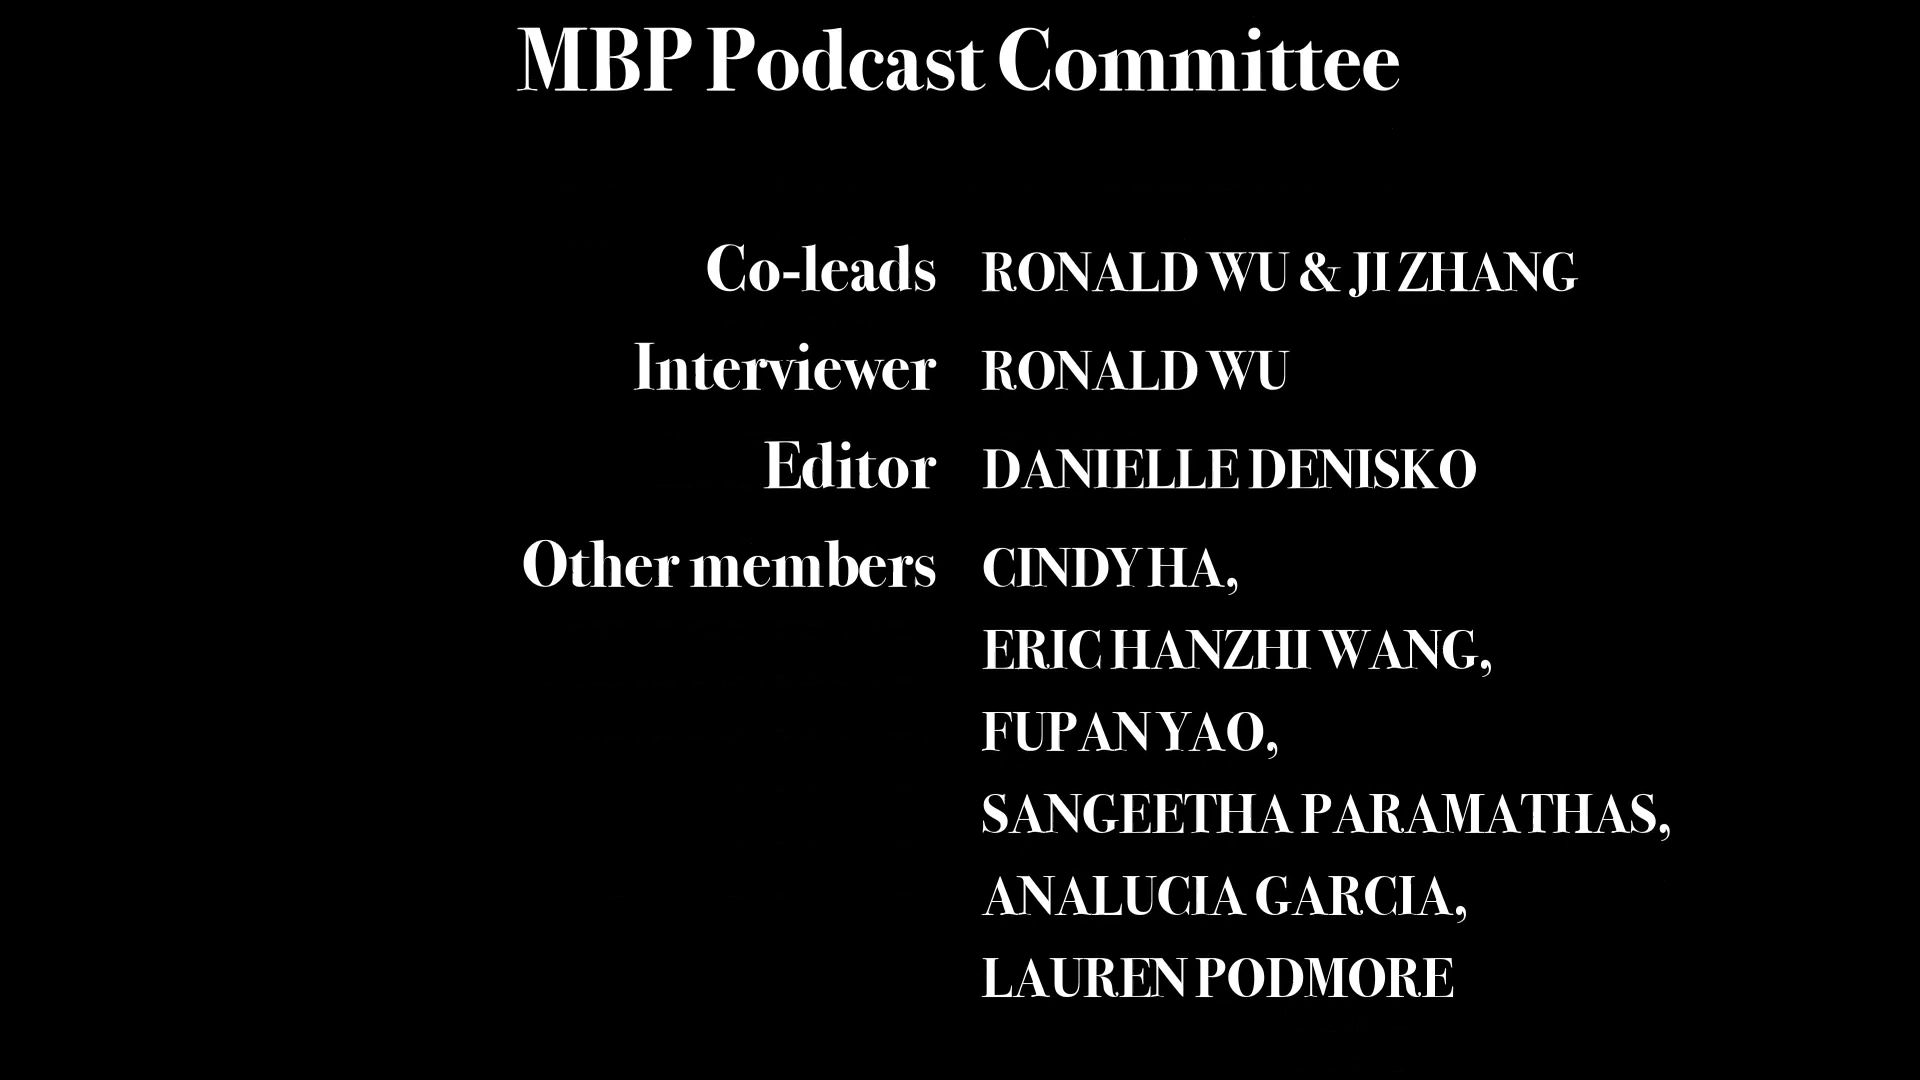 MBP Podcast Committee
Co-leads RONALD WU & JI ZHANG
Interviewer RONALD WU
Editor DANIELLE DENISKO
Other members CINDY HA,
ERIC HANZHI WANG,
FUPAN YAO,
SANGEETHA PARAMATHAS,
ANALUCIA GARCIA,
LAUREN PODMORE